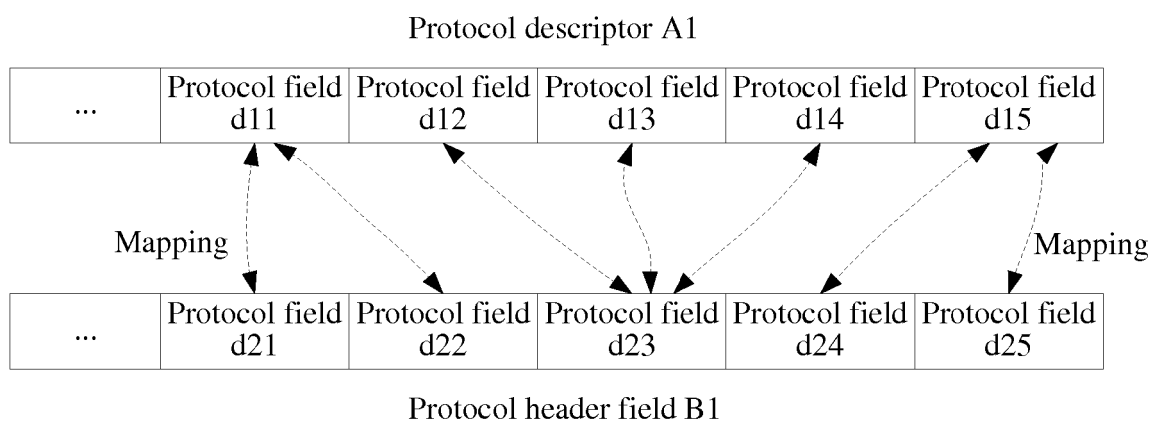 Protocol descriptor A1
...
Protocol field
d11
Protocol field
d12
Protocol field
d13
Protocol field
d14
Protocol field
d15
Mapping
Mapping
...
Protocol field
d21
Protocol field
d22
Protocol field
d23
Protocol field
d24
Protocol field
d25
Protocol header field B1